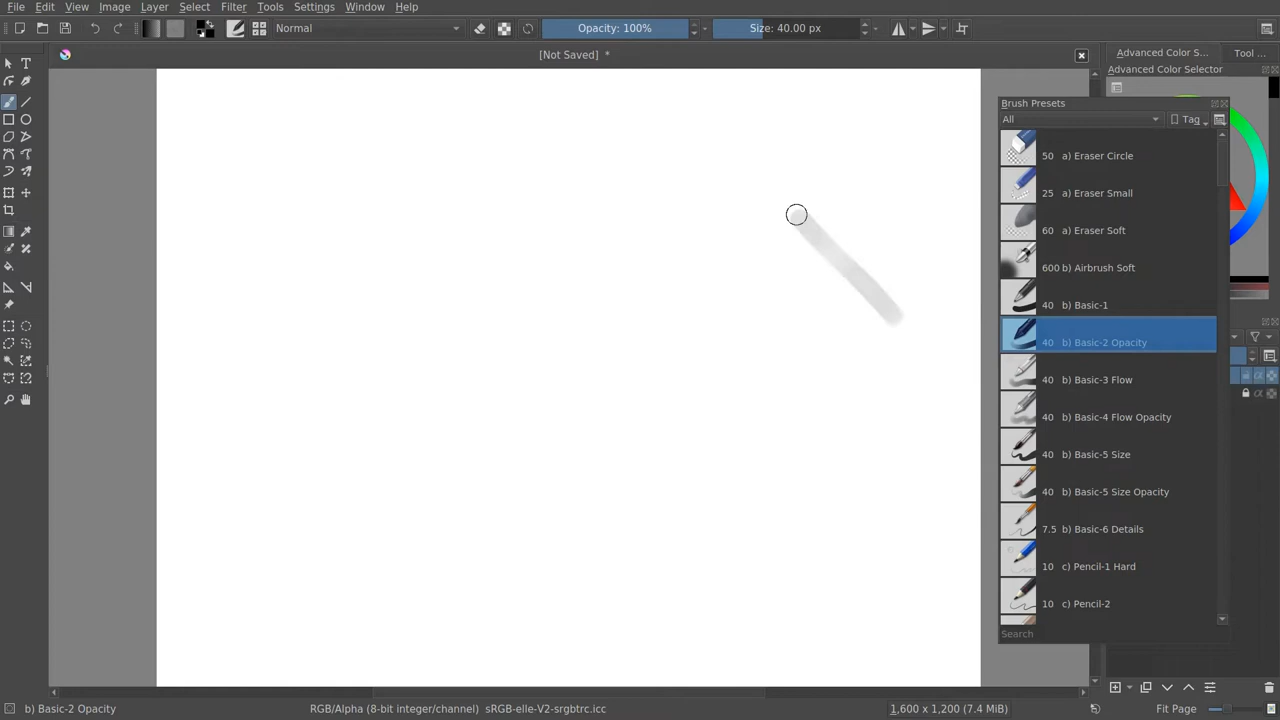 File Edit View Image Layer Select Filter Tools Settings Window Help
Normal Opacity: 100% Size: 40.00 px
[Not Saved] *
Advanced Color S... Tool ...
Advanced Color Selector
Brush Presets
All Tag
50 a) Eraser Circle
25 a) Eraser Small
60 a) Eraser Soft
600 b) Airbrush Soft
40 b) Basic-1
40 b) Basic-2 Opacity
40 b) Basic-3 Flow
40 b) Basic-4 Flow Opacity
40 b) Basic-5 Size
40 b) Basic-5 Size Opacity
7.5 b) Basic-6 Details
10 c) Pencil-1 Hard
10 c) Pencil-2
Search
b) Basic-2 Opacity RGB/Alpha (8-bit integer/channel) sRGB-elle-V2-srgbtrc.icc 1,600 x 1,200 (7.4 MiB) Fit Page